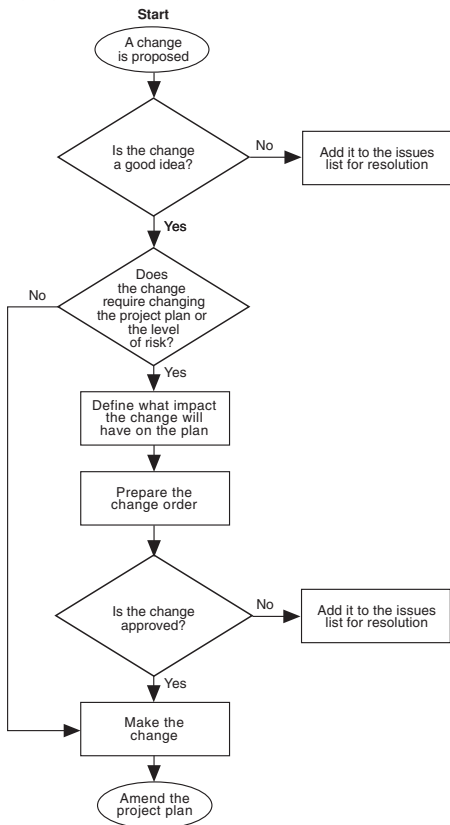 Start
A change
is proposed
Is the change
a good idea?
No
Add it to the issues
list for resolution
Yes
Does
the change
require changing
the project plan or
the level
of risk?
No
Yes
Define what impact
the change will
have on the plan
Prepare the
change order
Is the change
approved?
No
Add it to the issues
list for resolution
Yes
Make the
change
Amend the
project plan